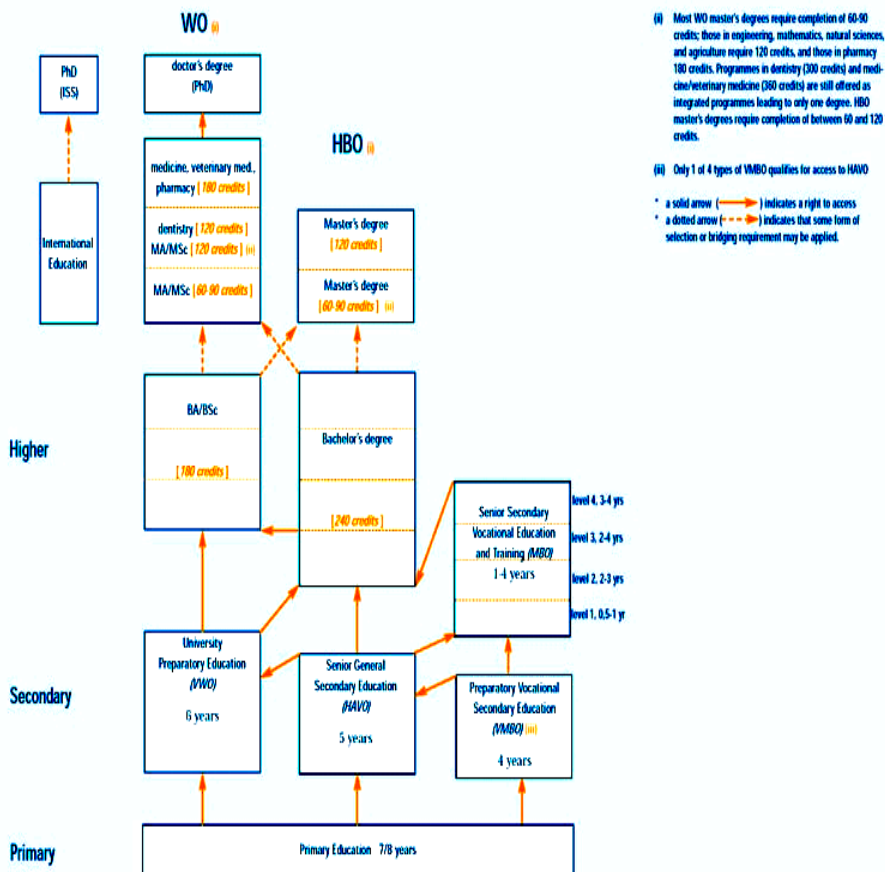 WO (i)
PhD
(ISS)
doctor's degree
(PhD)
HBO (i)
medicine, veterinary med.,
pharmacy [180 credits]
dentistry [120 credits]
MA/MSc [120 credits] (ii)
MA/MSc [60-90 credits]
International
Education
Master's degree
[120 credits]
Master's degree
[60-90 credits] (ii)
(ii) Most WO master's degrees require completion of 60-90
credits; those in engineering, mathematics, natural sciences,
and agriculture require 120 credits, and those in pharmacy
180 credits. Programmes in dentistry (300 credits) and medi-
cine/veterinary medicine (360 credits) are still offered as
integrated programmes leading to only one degree. HBO
master's degrees require completion of between 60 and 120
credits.
(iii) Only 1 of 4 types of VMBO qualifies for access to HAVO
* a solid arrow ( ) indicates a right to access
* a dotted arrow ( ) indicates that some form of
selection or bridging requirement may be applied.
Higher
BA/BSc
[180 credits]
Bachelor's degree
[240 credits]
Senior Secondary
Vocational Education
and Training (MBO)
1-4 years
level 4, 3-4 yrs
level 3, 2-4 yrs
level 2, 2-3 yrs
level 1, 0,5-1 yr
Secondary
University
Preparatory Education
(VWO)
6 years
Senior General
Secondary Education
(HAVO)
5 years
Preparatory Vocational
Secondary Education
(VMBO) (iii)
4 years
Primary
Primary Education 7/8 years